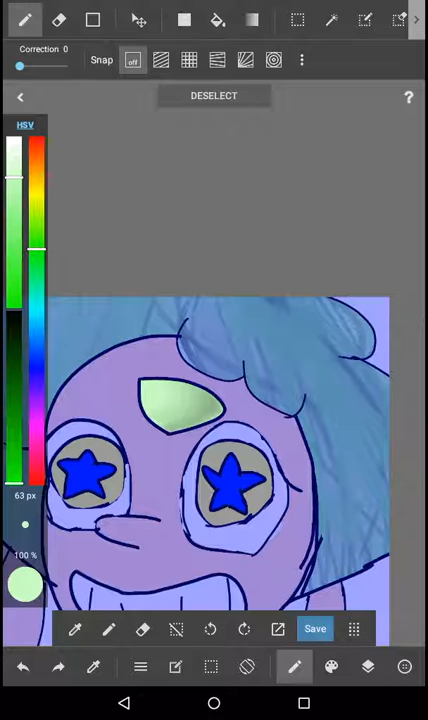 Correction 0
Snap
off
DESELECT
?
HSV
63 px
100 %
Save